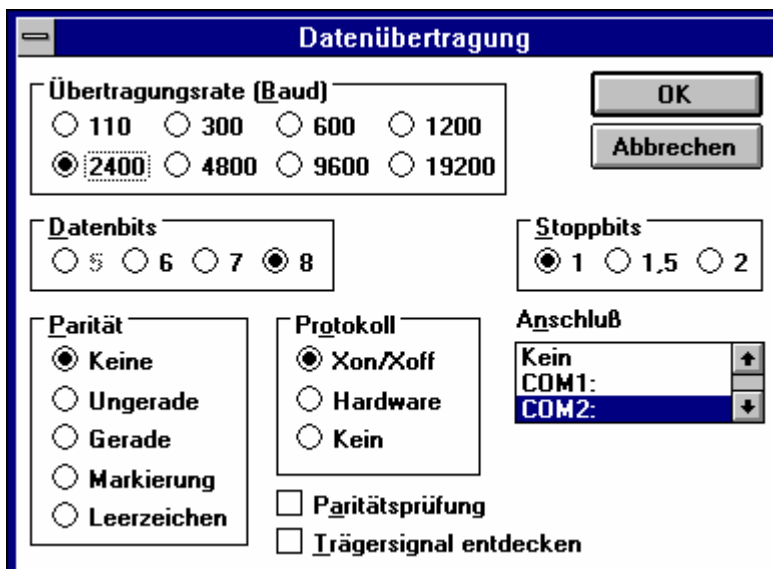 Datenübertragung
Übertragungsrate (Baud)
110 300 600 1200
2400 4800 9600 19200
OK
Abbrechen
Datenbits
5 6 7 8
Stoppbits
1 1,5 2
Parität
Keine
Ungerade
Gerade
Markierung
Leerzeichen
Protokoll
Xon/Xoff
Hardware
Kein
Anschluß
Kein
COM1:
COM2:
Paritätsprüfung
Trägersignal entdecken